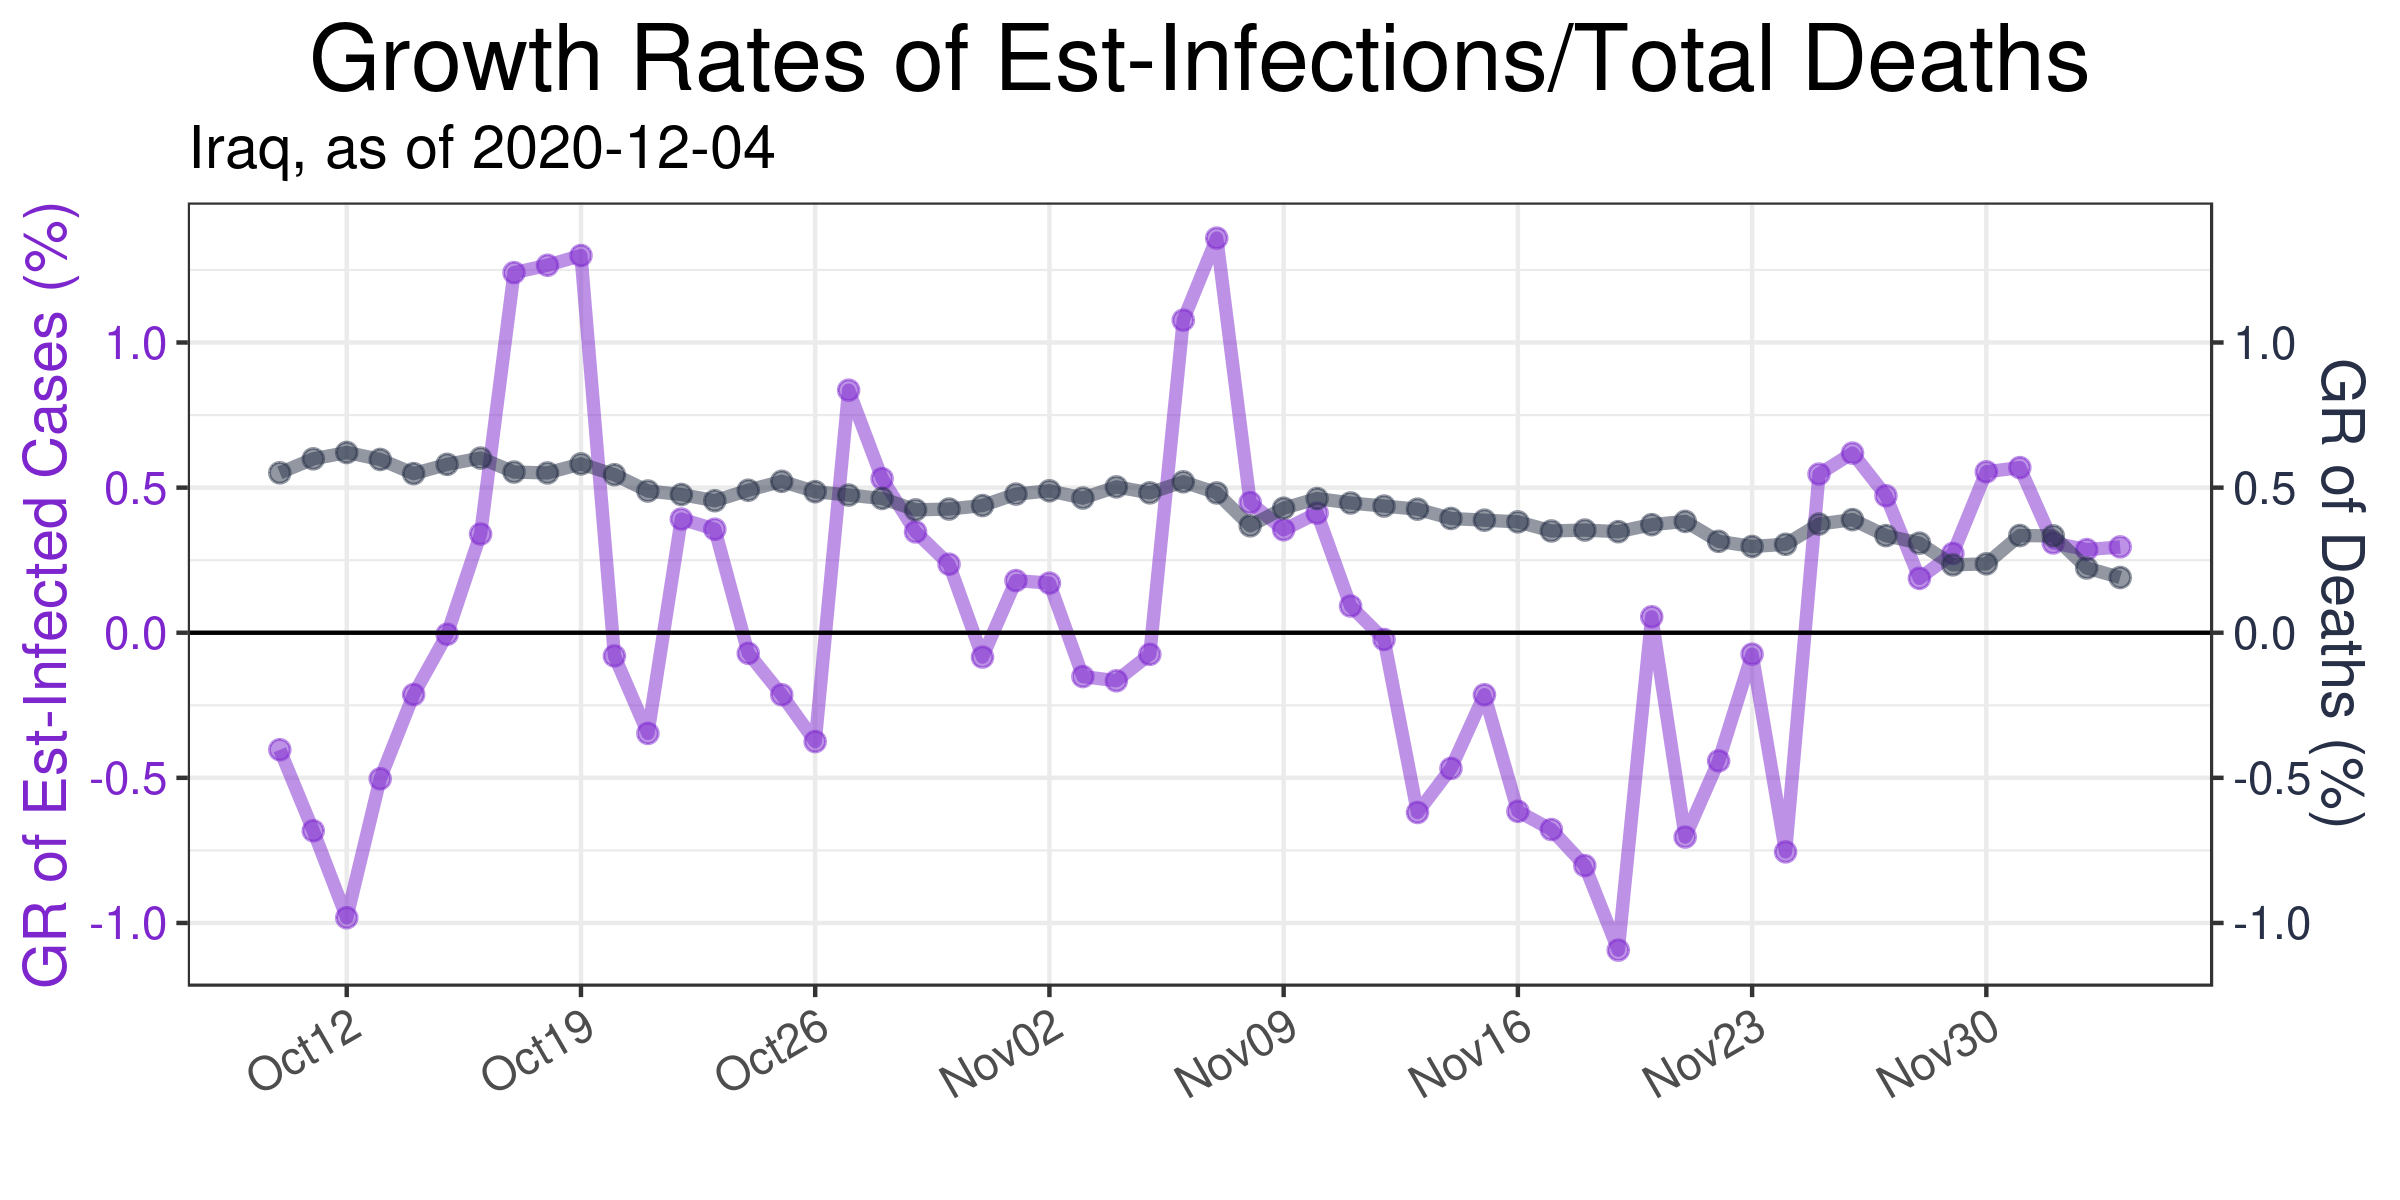 Growth Rates of Est-Infections/Total Deaths
Iraq, as of 2020-12-04
GR of Est-Infected Cases (%)
1.0
0.5
0.0
-0.5
-1.0
1.0
0.5
0.0
-0.5
-1.0
GR of Deaths (%)
Oct12
Oct19
Oct26
Nov02
Nov09
Nov16
Nov23
Nov30